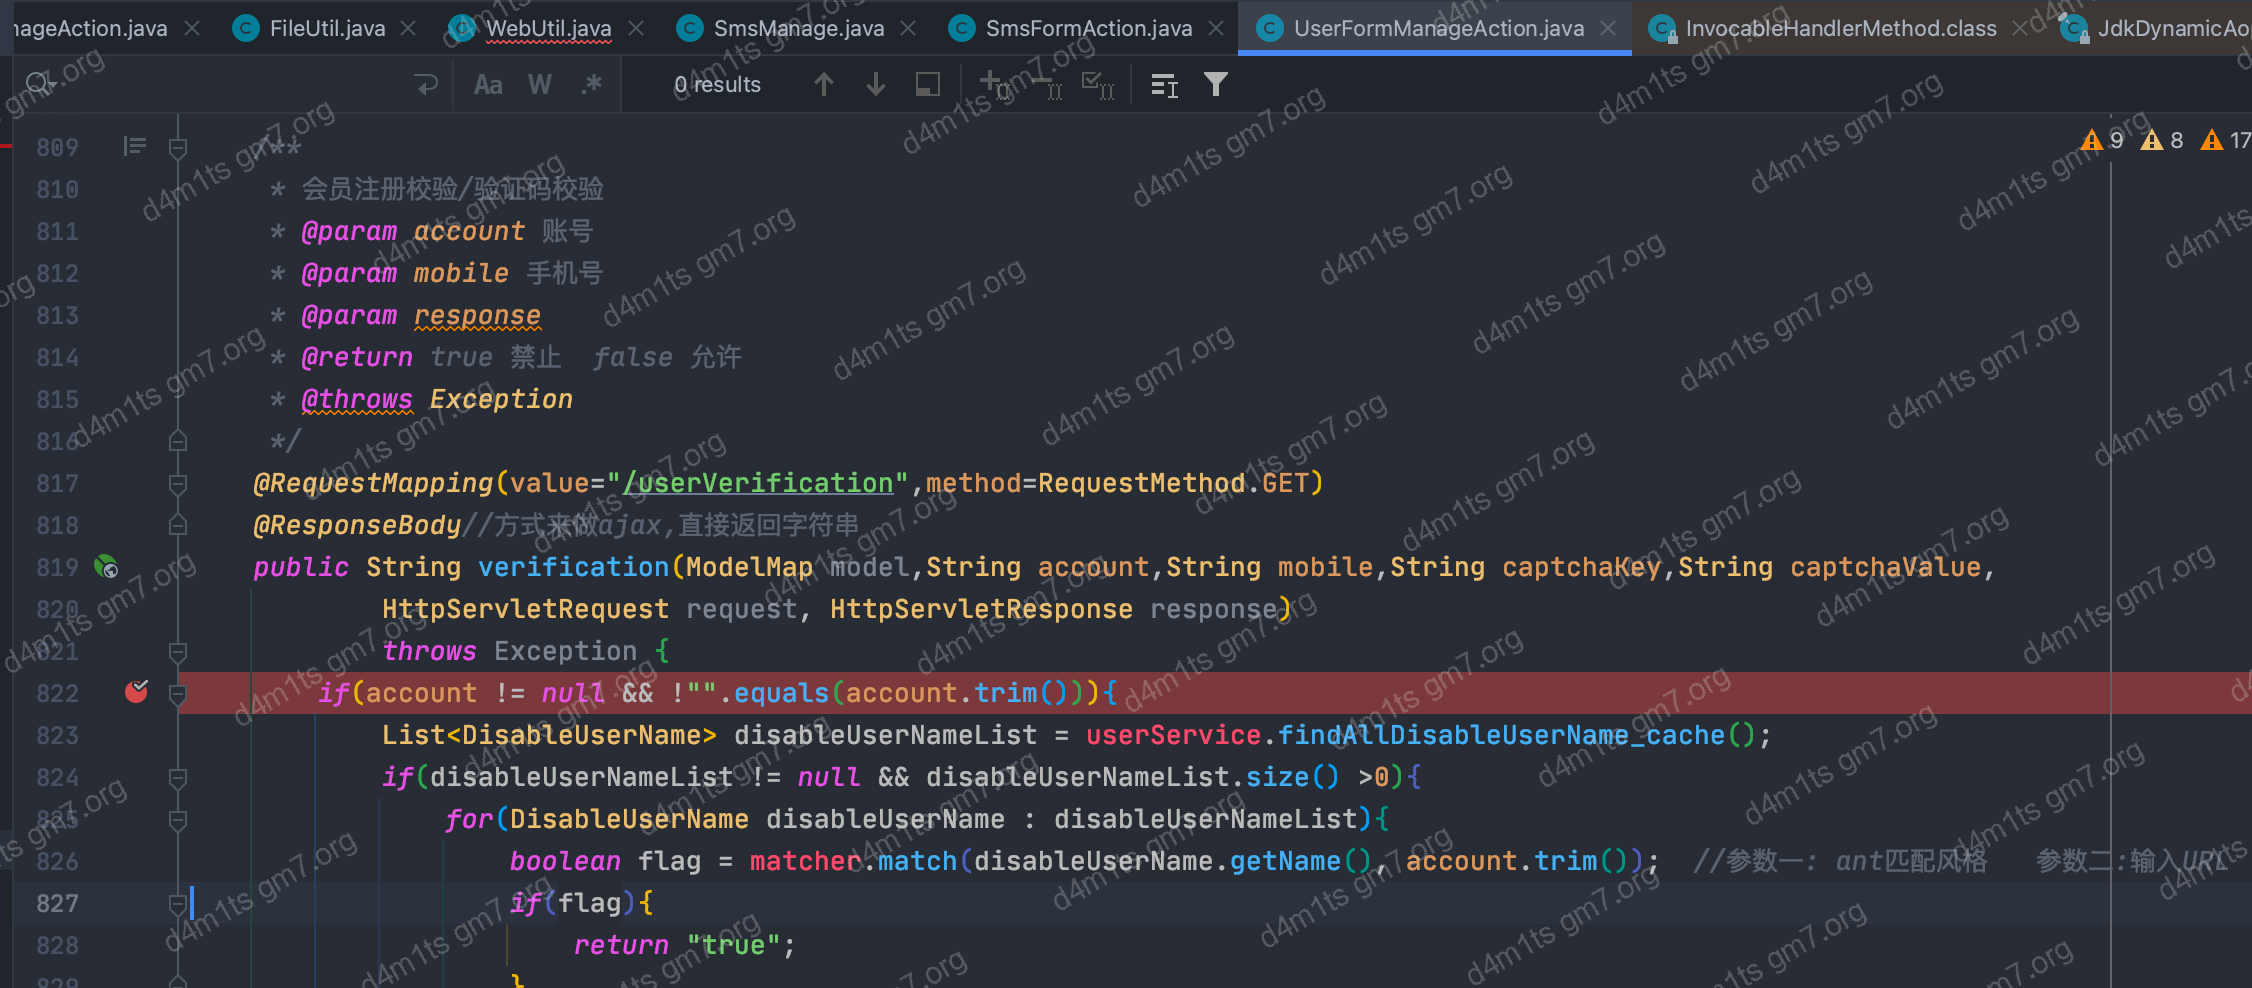 nageAction.java FileUtil.java WebUtil.java SmsManage.java SmsFormAction.java UserFormManageAction.java InvocableHandlerMethod.class JdkDynamicAo
Aa W .* 0 results
9 8 17
809 /**
810 * 会员注册校验/验证码校验
811 * @param account 账号
812 * @param mobile 手机号
813 * @param response
814 * @return true 禁止 false 允许
815 * @throws Exception
816 */
817 @RequestMapping(value="/userVerification",method=RequestMethod.GET)
818 @ResponseBody//方式来做ajax,直接返回字符串
819 public String verification(ModelMap model,String account,String mobile,String captchaKey,String captchaValue,
820 HttpServletRequest request, HttpServletResponse response)
821 throws Exception {
822 if(account != null && !"".equals(account.trim())){
823 List<DisableUserName> disableUserNameList = userService.findAllDisableUserName_cache();
824 if(disableUserNameList != null && disableUserNameList.size() >0){
825 for(DisableUserName disableUserName : disableUserNameList){
826 boolean flag = matcher.match(disableUserName.getName(), account.trim()); //参数一: ant匹配风格 参数二:输入URL
827 if(flag){
828 return "true";
829 }
d4m1ts gm7.org